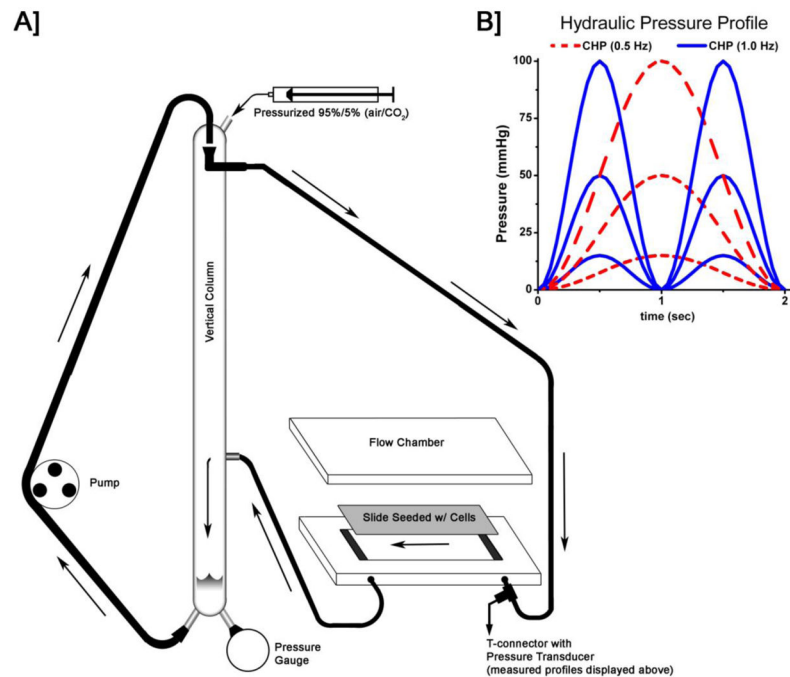 A]
Pressurized 95%/5% (air/CO₂)
Vertical Column
Pump
Flow Chamber
Slide Seeded w/ Cells
Pressure
Gauge
T-connector with
Pressure Transducer
(measured profiles displayed above)
B]
Hydraulic Pressure Profile
CHP (0.5 Hz)
CHP (1.0 Hz)
Pressure (mmHg)
100
75
50
25
0
0
1
2
time (sec)